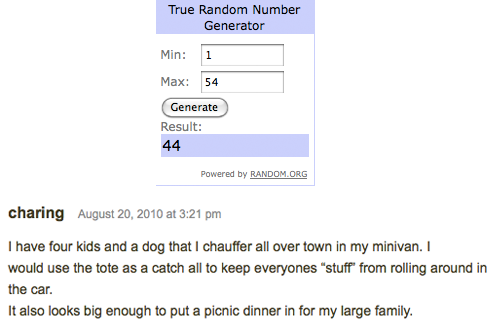 True Random Number
Generator
Min: 1
Max: 54
Generate
Result:
44
Powered by RANDOM.ORG
charing August 20, 2010 at 3:21 pm
I have four kids and a dog that I chauffer all over town in my minivan. I
would use the tote as a catch all to keep everyones “stuff” from rolling around in
the car.
It also looks big enough to put a picnic dinner in for my large family.